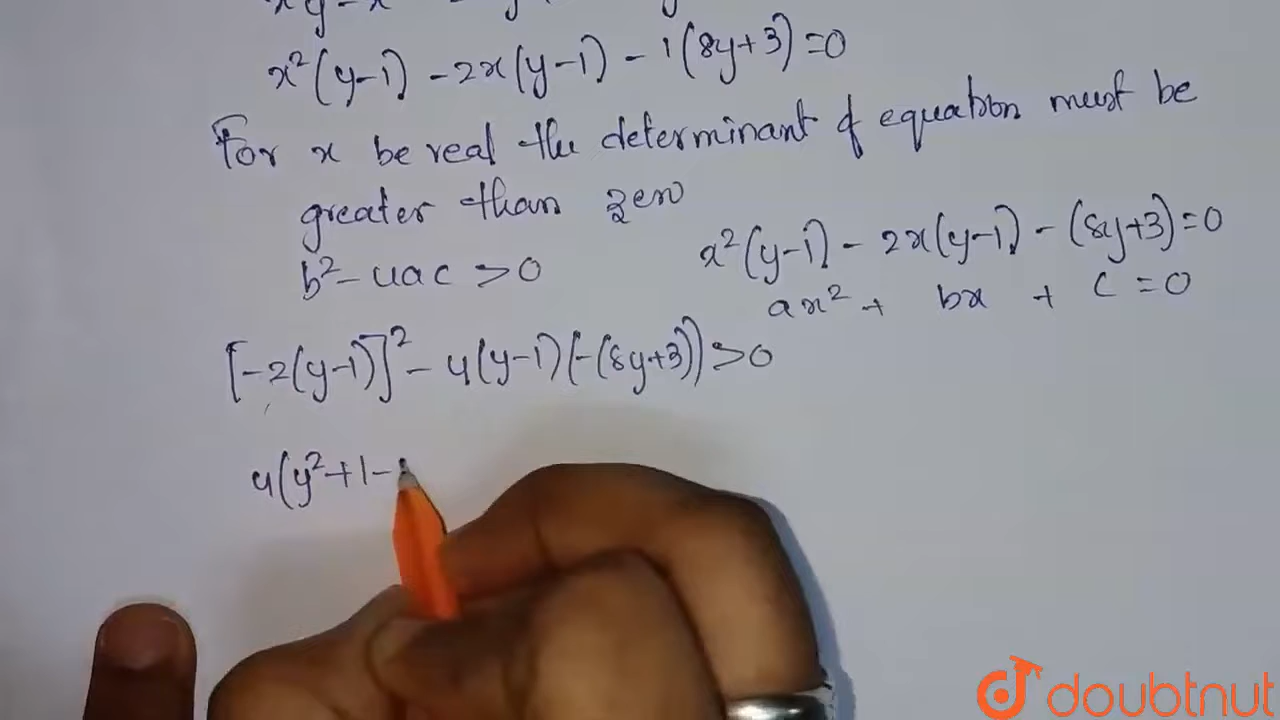 x²(y-1) - 2x(y-1) - 1(8y+3)=0
For x be real the determinant of equation must be
greater than zero
x²(y-1) - 2x(y-1) - (8y+3)=0
b²-4ac >0
ax² + bx + c =0
[-2(y-1)]² - 4(y-1)(-(8y+3))>0
4(y²+1-
doubtnut